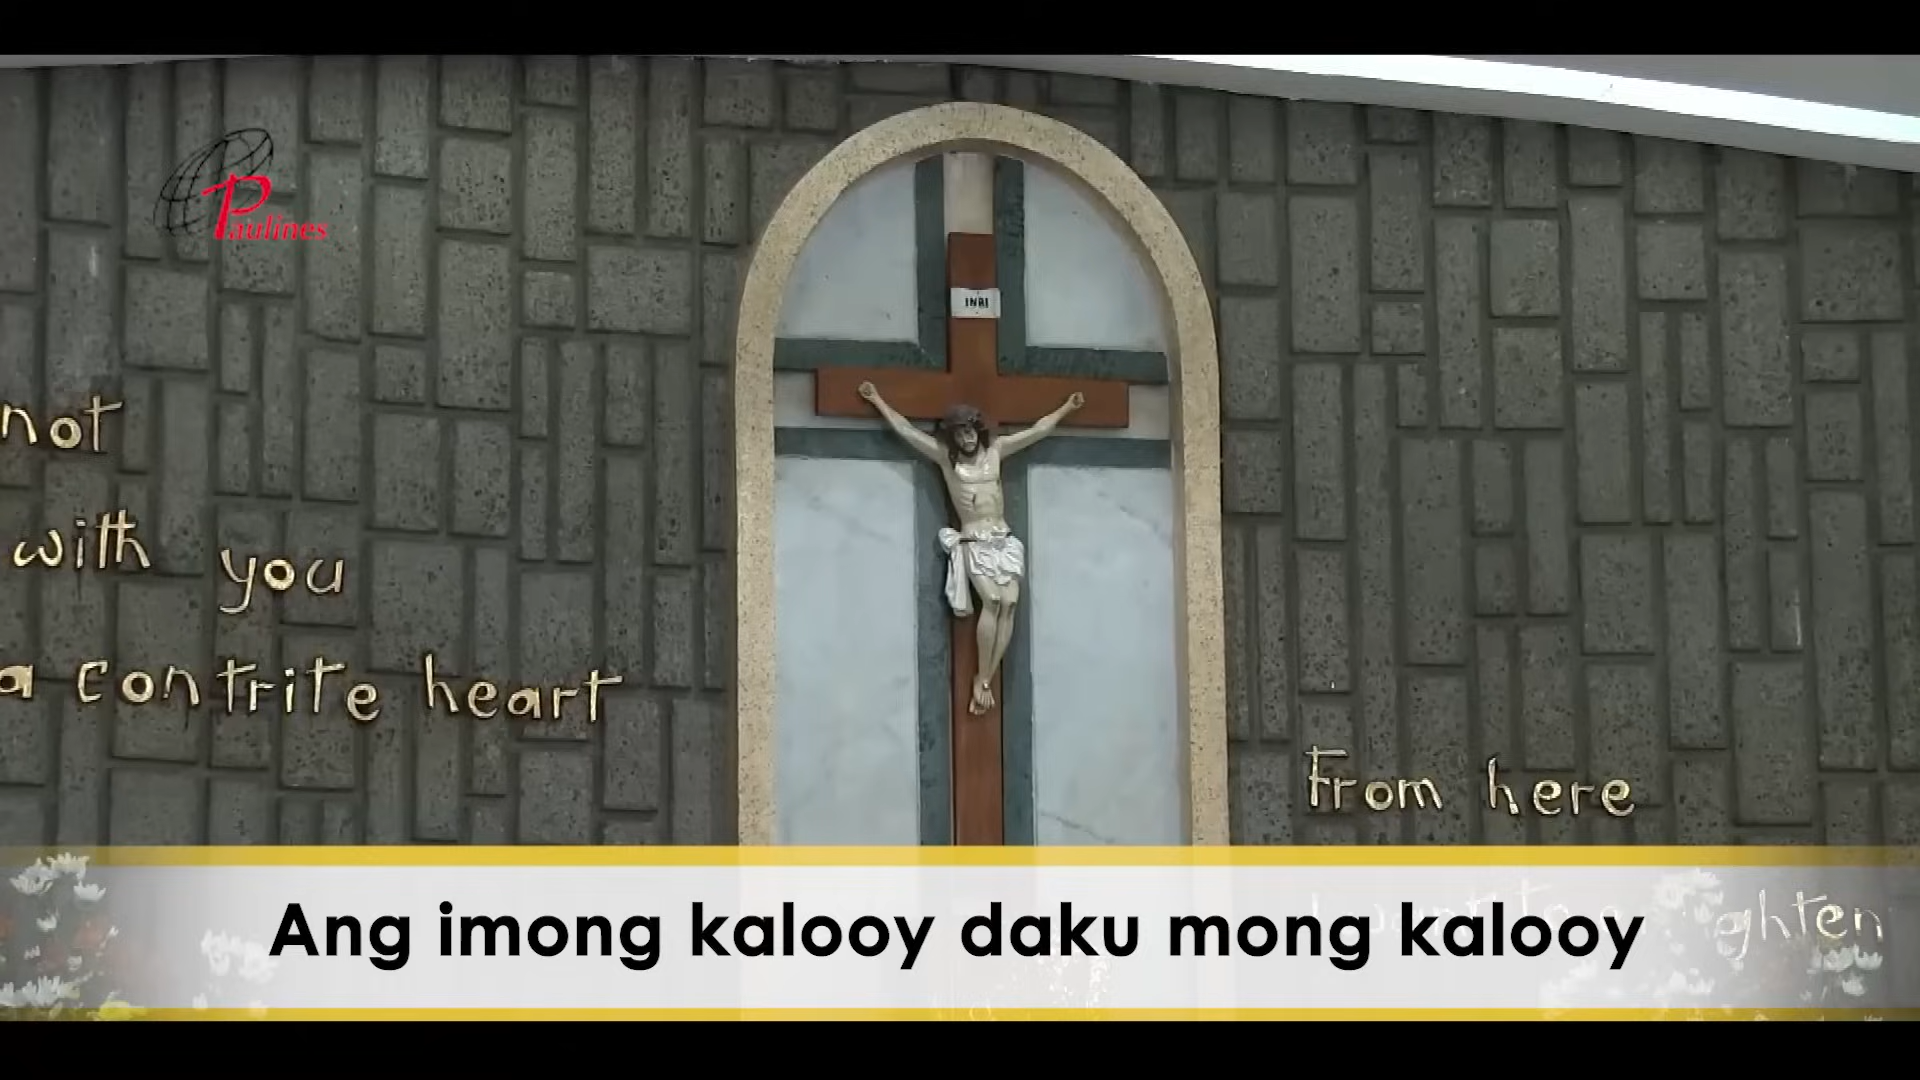 Paulines
INRI
not
with you
a contrite heart
From here
Ang imong kalooy daku mong kalooy